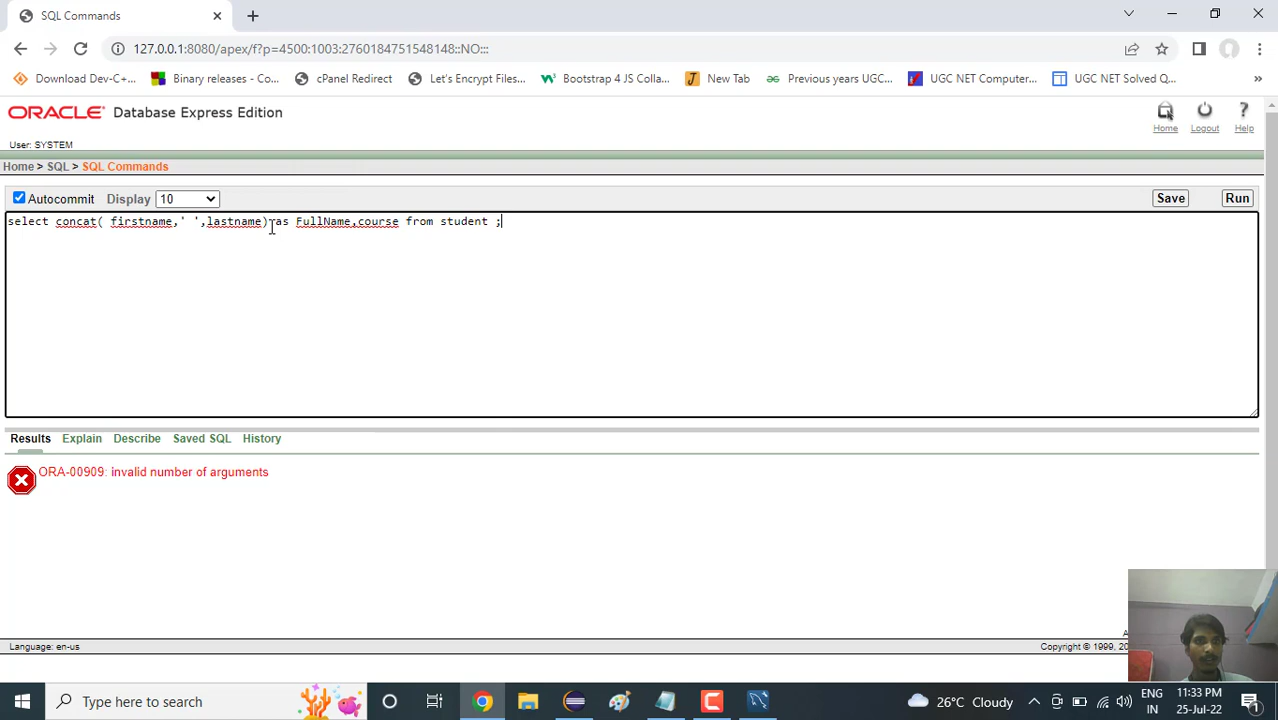 SQL Commands
127.0.0.1:8080/apex/f?p=4500:1003:2760184751548148::NO:::
Download Dev-C+... Binary releases - Co... cPanel Redirect Let's Encrypt Files... Bootstrap 4 JS Colla... New Tab Previous years UGC... UGC NET Computer... UGC NET Solved Q... »
ORACLE Database Express Edition
Home Logout Help
User: SYSTEM
Home > SQL > SQL Commands
Autocommit Display 10 Save Run
select concat( firstname,' ',lastname) as FullName,course from student ;
Results Explain Describe Saved SQL History
ORA-00909: invalid number of arguments
Language: en-us Copyright © 1999, 20
Type here to search 26°C Cloudy ENG IN 11:33 PM 25-Jul-22 1